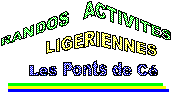 RANDOS ACTIVITES
LIGERIENNES
Les Ponts de Cé